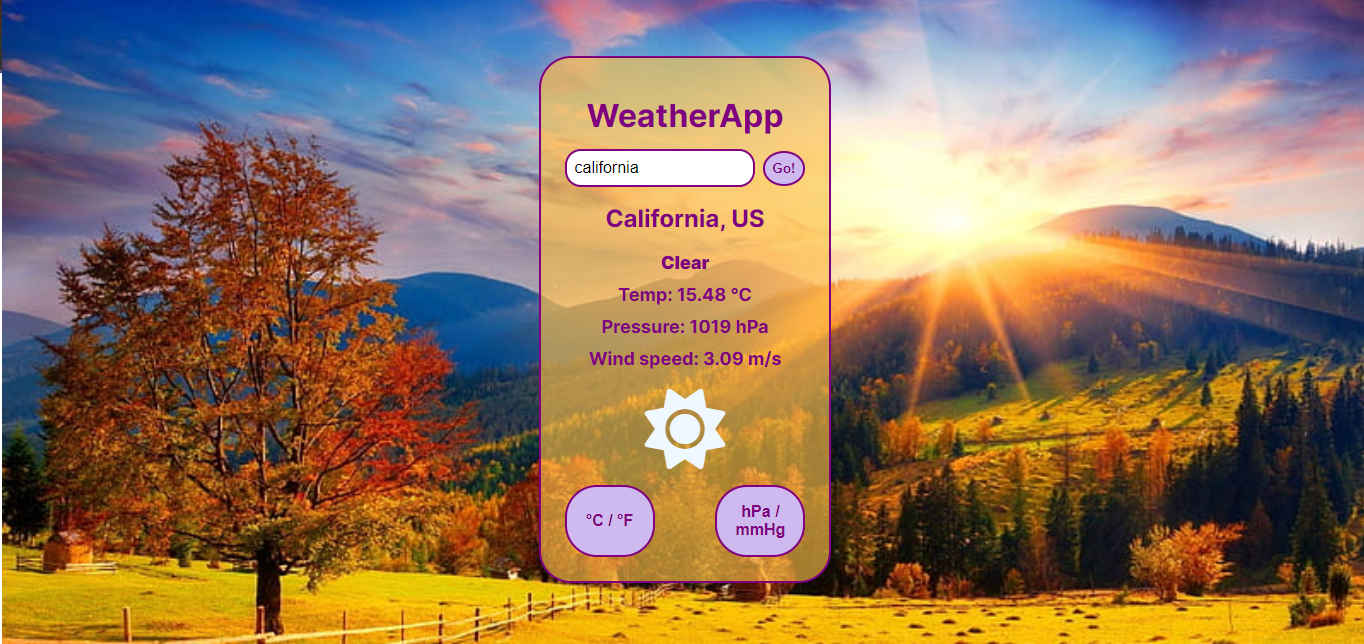 WeatherApp
california Go!
California, US
Clear
Temp: 15.48 °C
Pressure: 1019 hPa
Wind speed: 3.09 m/s
°C / °F
hPa /
mmHg